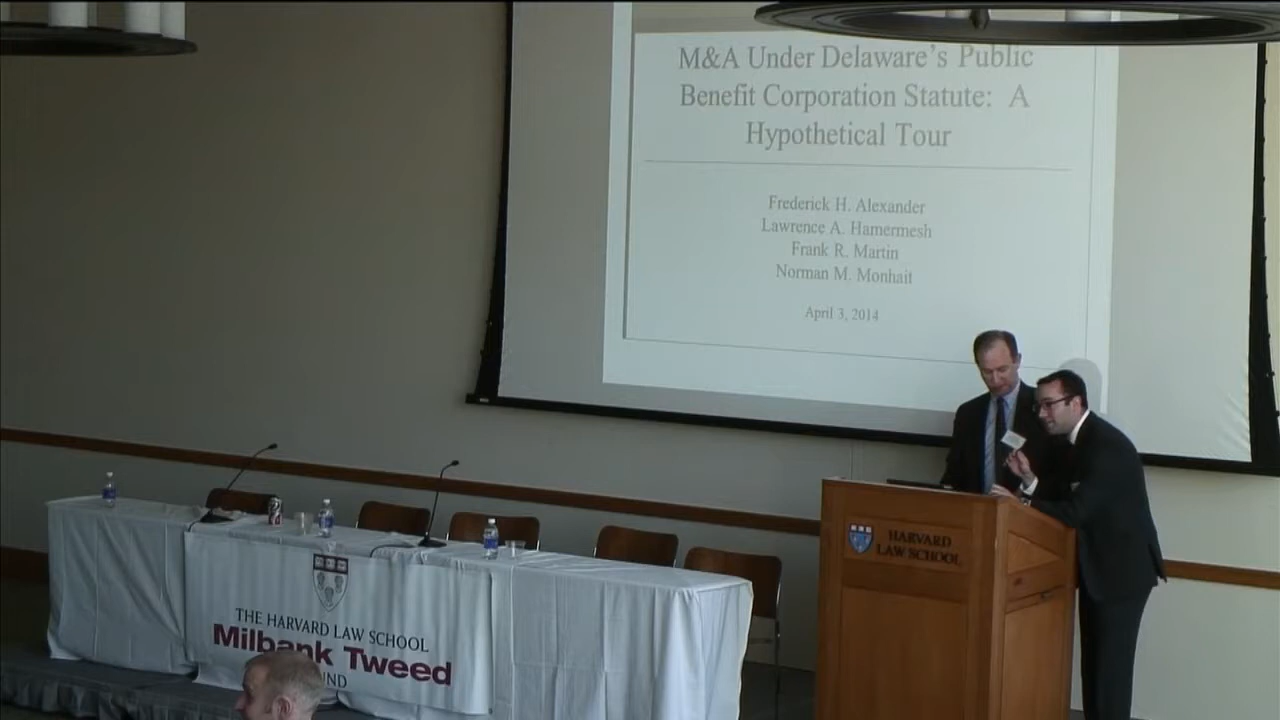 M&A Under Delaware's Public
Benefit Corporation Statute: A
Hypothetical Tour
Frederick H. Alexander
Lawrence A. Hamermesh
Frank R. Martin
Norman M. Monhait
April 3, 2014
HARVARD
LAW SCHOOL
THE HARVARD LAW SCHOOL
Milbank Tweed